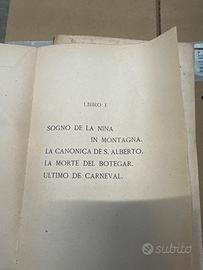 LIBRO I
SOGNO DE LA NINA
IN MONTAGNA.
LA CANONICA DE S. ALBERTO.
LA MORTE DEL BOTEGAR.
ULTIMO DE CARNEVAL.
subito